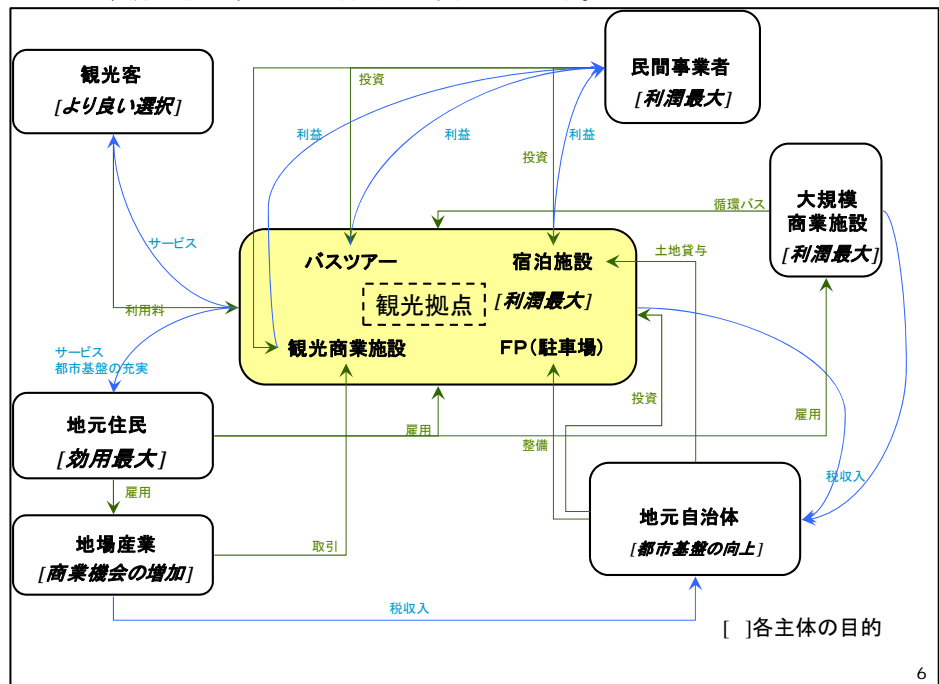 観光客
[より良い選択]
民間事業者
[利潤最大]
投資
利益
利益
利益
投資
大規模
商業施設
[利潤最大]
循環バス
サービス
土地貸与
バスツアー
宿泊施設
観光拠点
[利潤最大]
利用料
観光商業施設
FP(駐車場)
サービス
都市基盤の充実
投資
地元住民
[効用最大]
雇用
雇用
整備
雇用
税収入
地元自治体
[都市基盤の向上]
地場産業
[商業機会の増加]
取引
税収入
[ ]各主体の目的
6